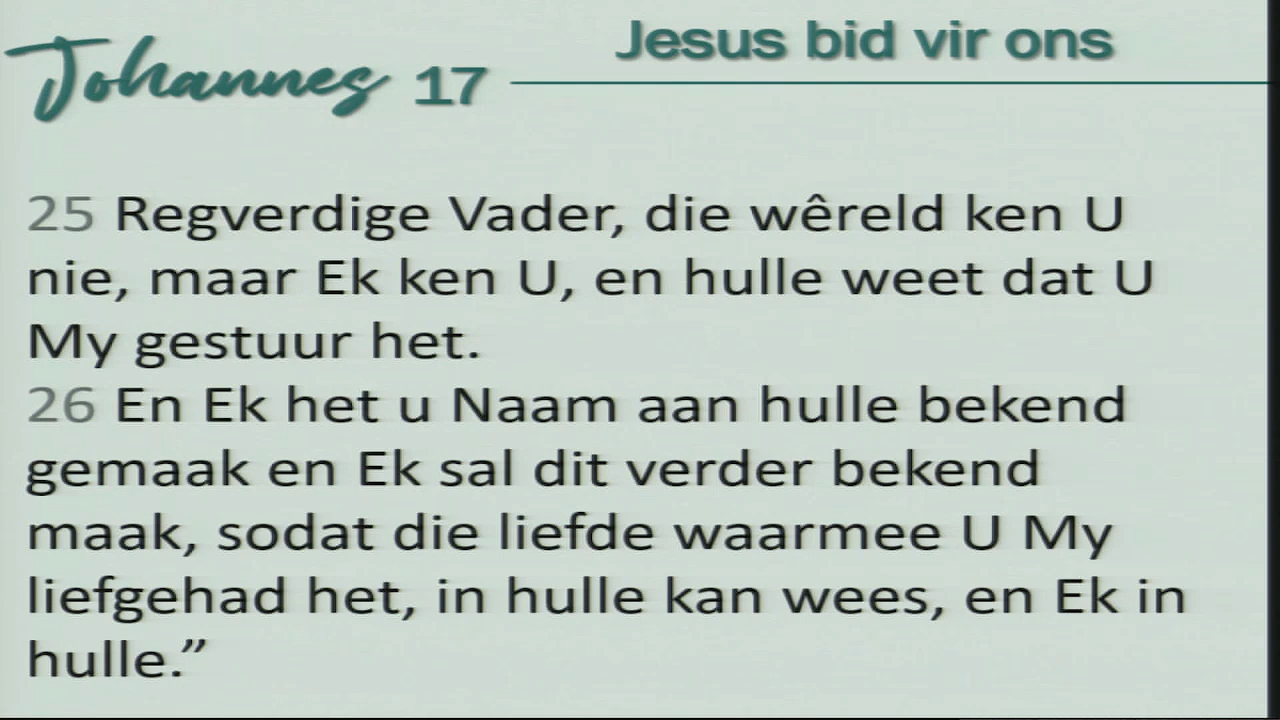 Jesus bid vir ons
Johannes 17
25 Regverdige Vader, die wêreld ken U
nie, maar Ek ken U, en hulle weet dat U
My gestuur het.
26 En Ek het u Naam aan hulle bekend
gemaak en Ek sal dit verder bekend
maak, sodat die liefde waarmee U My
liefgehad het, in hulle kan wees, en Ek in
hulle.”